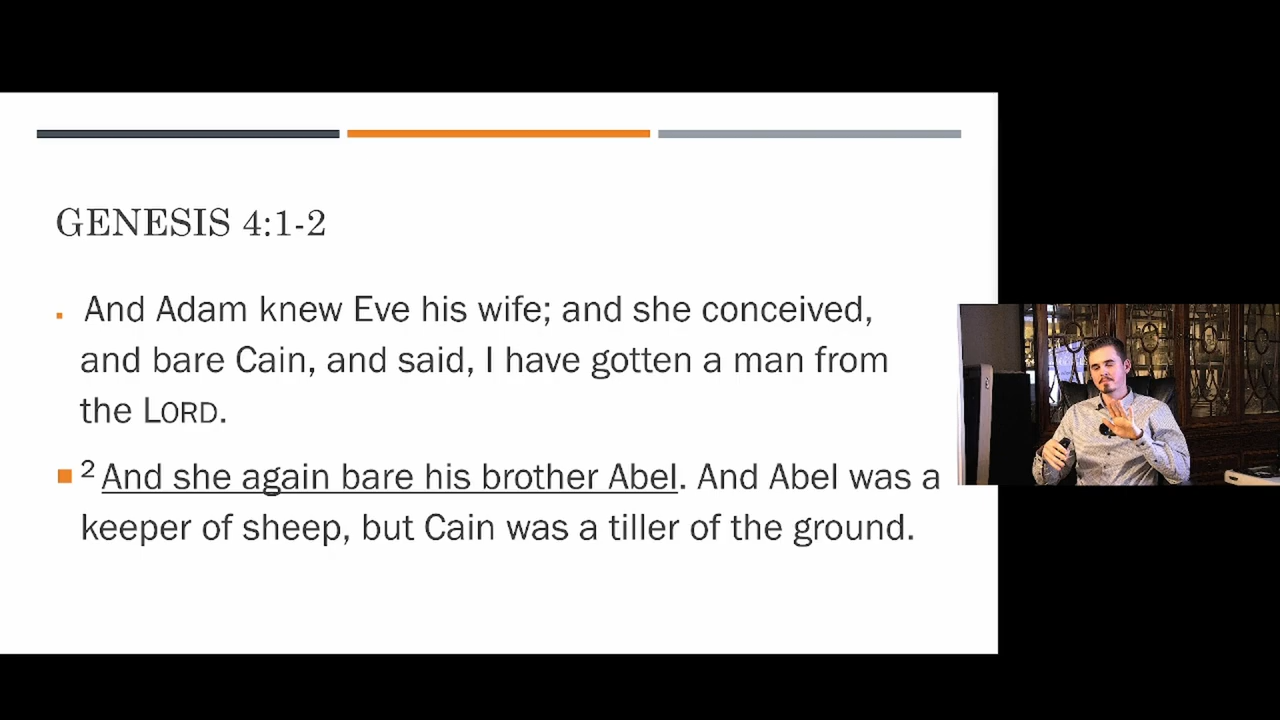 GENESIS 4:1-2
And Adam knew Eve his wife; and she conceived,
and bare Cain, and said, I have gotten a man from
the LORD.
2 And she again bare his brother Abel. And Abel was a
keeper of sheep, but Cain was a tiller of the ground.